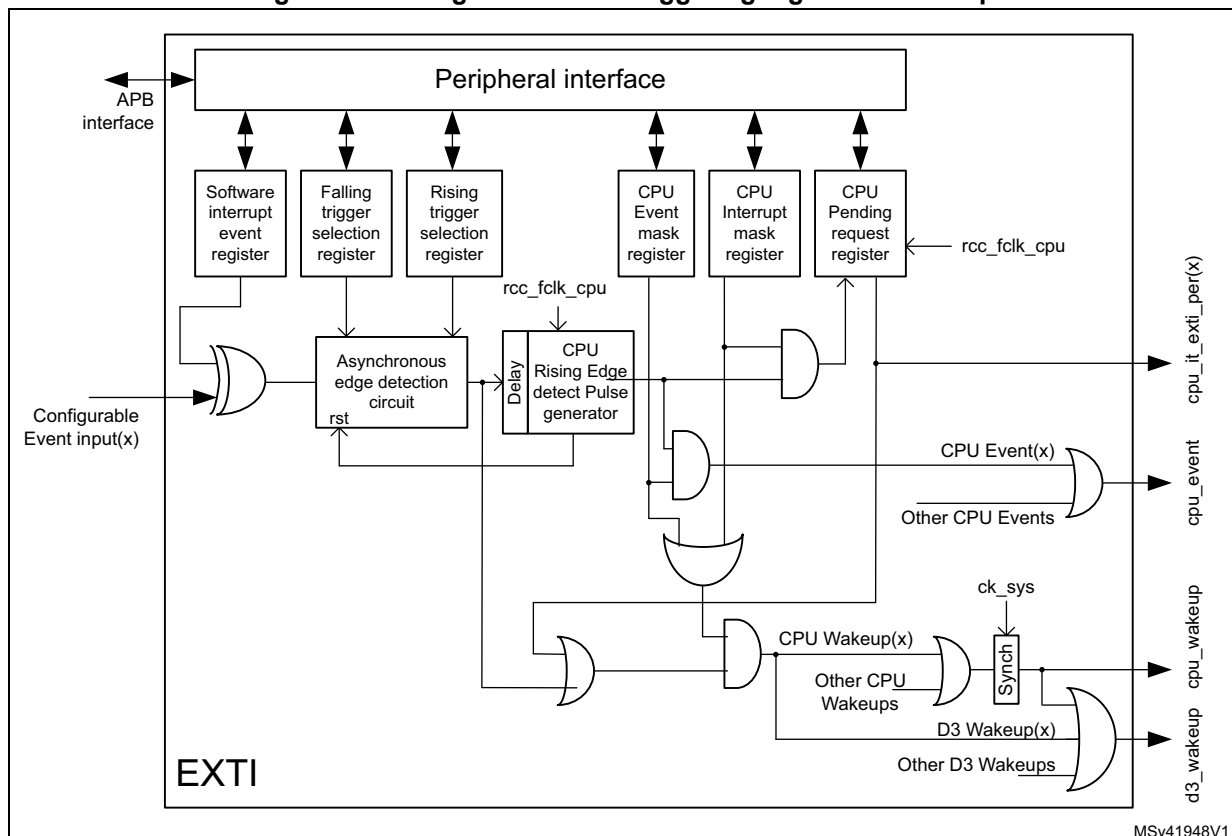 Peripheral interface
APB
interface
Software
interrupt
event
register
Falling
trigger
selection
register
Rising
trigger
selection
register
CPU
Event
mask
register
CPU
Interrupt
mask
register
CPU
Pending
request
register
rcc_fclk_cpu
rcc_fclk_cpu
cpu_it_exti_per(x)
Asynchronous
edge detection
circuit
rst
Delay
CPU
Rising Edge
detect Pulse
generator
Configurable
Event input(x)
CPU Event(x)
Other CPU Events
cpu_event
ck_sys
CPU Wakeup(x)
Other CPU
Wakeups
Synch
cpu_wakeup
D3 Wakeup(x)
Other D3 Wakeups
d3_wakeup
EXTI
MSv41948V1